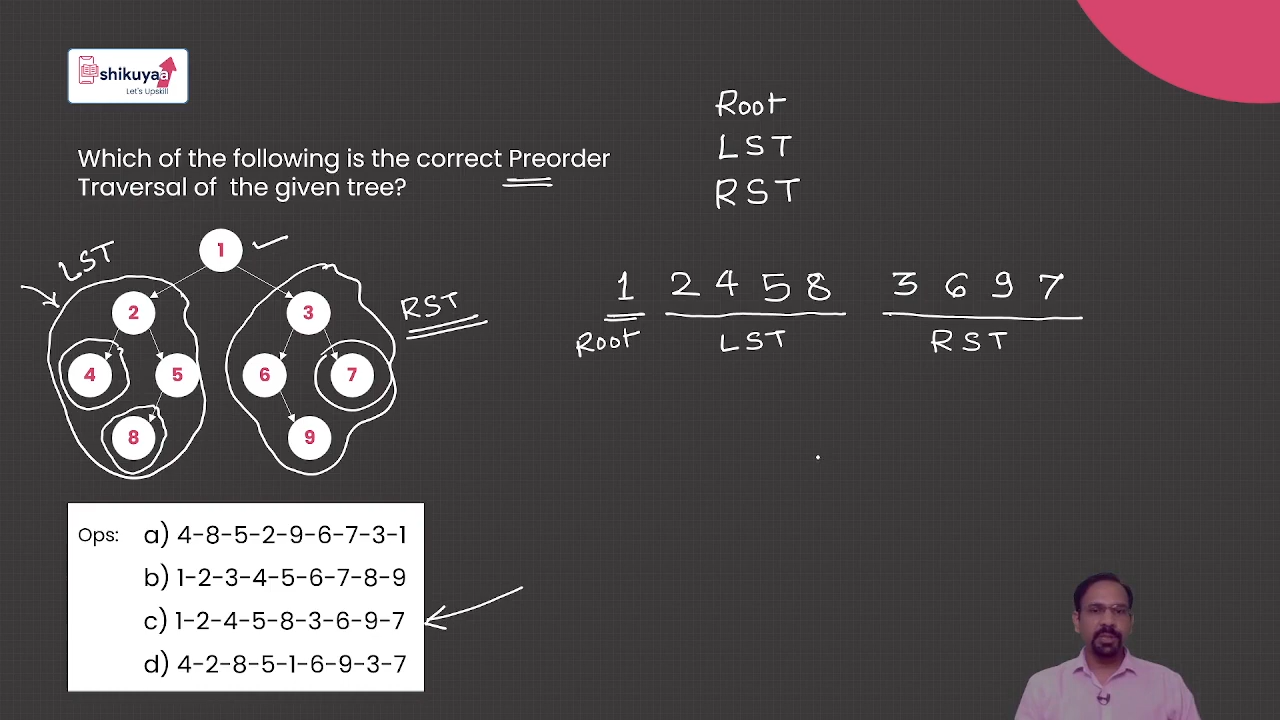 shikuyaa
Let's Upskill
Which of the following is the correct Preorder
Traversal of the given tree?
Root
LST
RST
LST
RST
1
2
3
4
5
6
7
8
9
1 2 4 5 8 3 6 9 7
Root LST RST
Ops: a) 4-8-5-2-9-6-7-3-1
b) 1-2-3-4-5-6-7-8-9
c) 1-2-4-5-8-3-6-9-7
d) 4-2-8-5-1-6-9-3-7